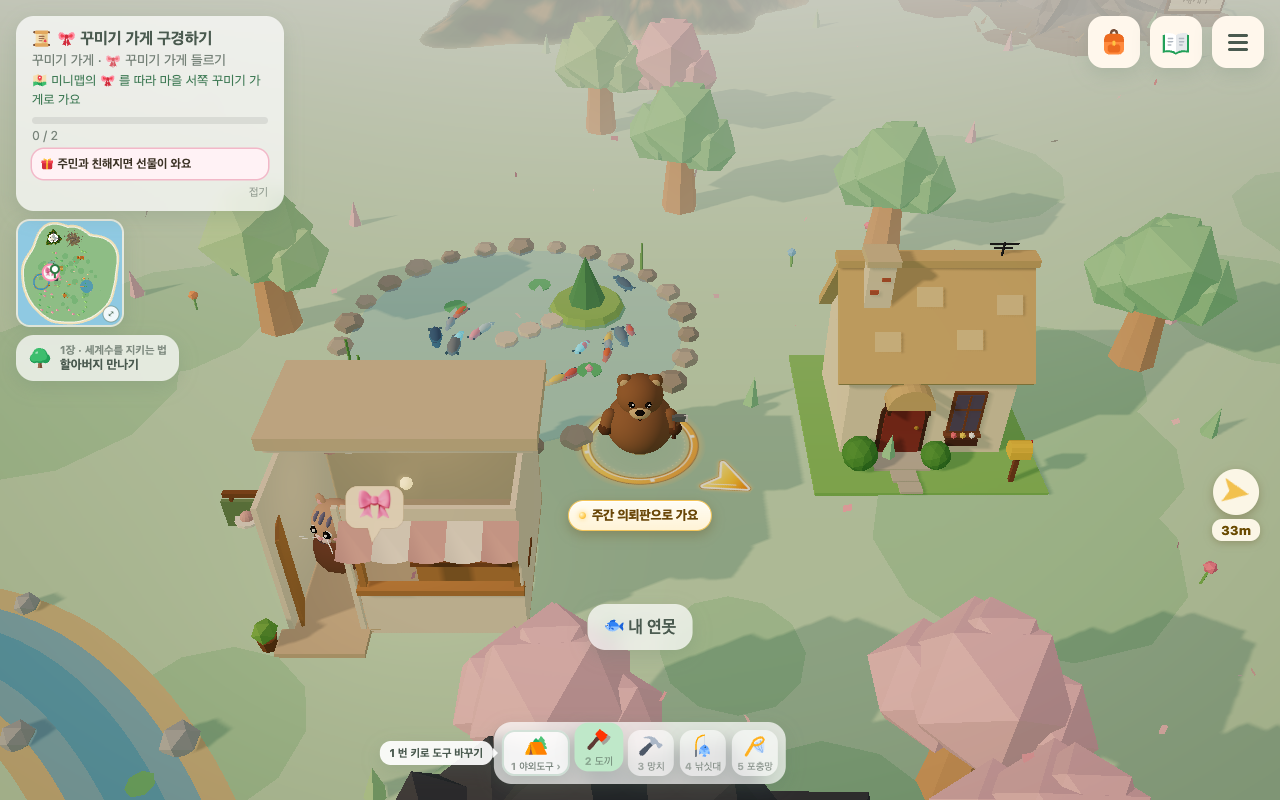 꾸미기 가게 구경하기
꾸미기 가게 · 꾸미기 가게 들르기
미니맵의 를 따라 마을 서쪽 꾸미기 가
게로 가요
0 / 2
주민과 친해지면 선물이 와요
접기
1장 · 세계수를 지키는 법
할아버지 만나기
주간 의뢰판으로 가요
33m
내 연못
1 번 키로 도구 바꾸기
1 야외도구 ›
2 도끼
3 망치
4 낚싯대
5 포충망